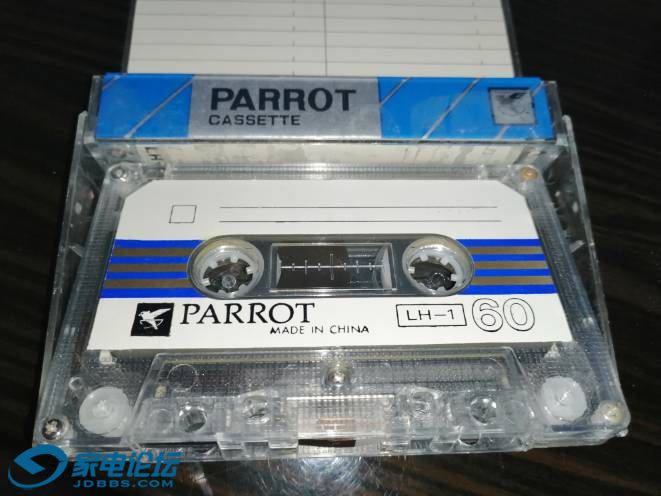 PARROT
CASSETTE
PARROT
MADE IN CHINA
LH-1
60
家电论坛
JDBBS.COM